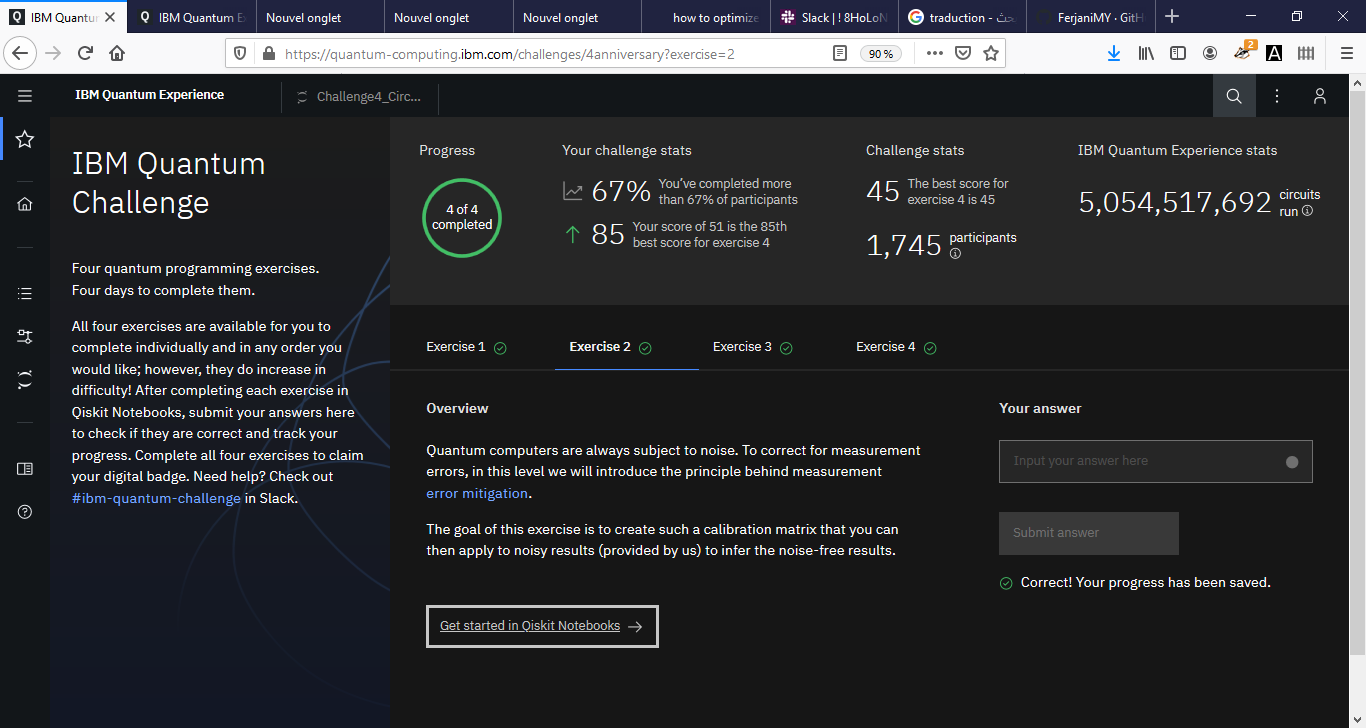 IBM Quantu
IBM Quantum E
Nouvel onglet
Nouvel onglet
Nouvel onglet
how to optimize
Slack | ! 8HoLoN
traduction - بحث
FerjaniMY · GitH
https://quantum-computing.ibm.com/challenges/4anniversary?exercise=2
90 %
2
IBM Quantum Experience
Challenge4_Circ...
IBM Quantum
Challenge
Four quantum programming exercises.
Four days to complete them.
All four exercises are available for you to
complete individually and in any order you
would like; however, they do increase in
difficulty! After completing each exercise in
Qiskit Notebooks, submit your answers here
to check if they are correct and track your
progress. Complete all four exercises to claim
your digital badge. Need help? Check out
#ibm-quantum-challenge in Slack.
Progress
4 of 4
completed
Your challenge stats
67% You've completed more
than 67% of participants
85 Your score of 51 is the 85th
best score for exercise 4
Challenge stats
45 The best score for
exercise 4 is 45
1,745 participants
IBM Quantum Experience stats
5,054,517,692 circuits
run
Exercise 1
Exercise 2
Exercise 3
Exercise 4
Overview
Quantum computers are always subject to noise. To correct for measurement
errors, in this level we will introduce the principle behind measurement
error mitigation.
The goal of this exercise is to create such a calibration matrix that you can
then apply to noisy results (provided by us) to infer the noise-free results.
Get started in Qiskit Notebooks →
Your answer
Input your answer here
Submit answer
Correct! Your progress has been saved.